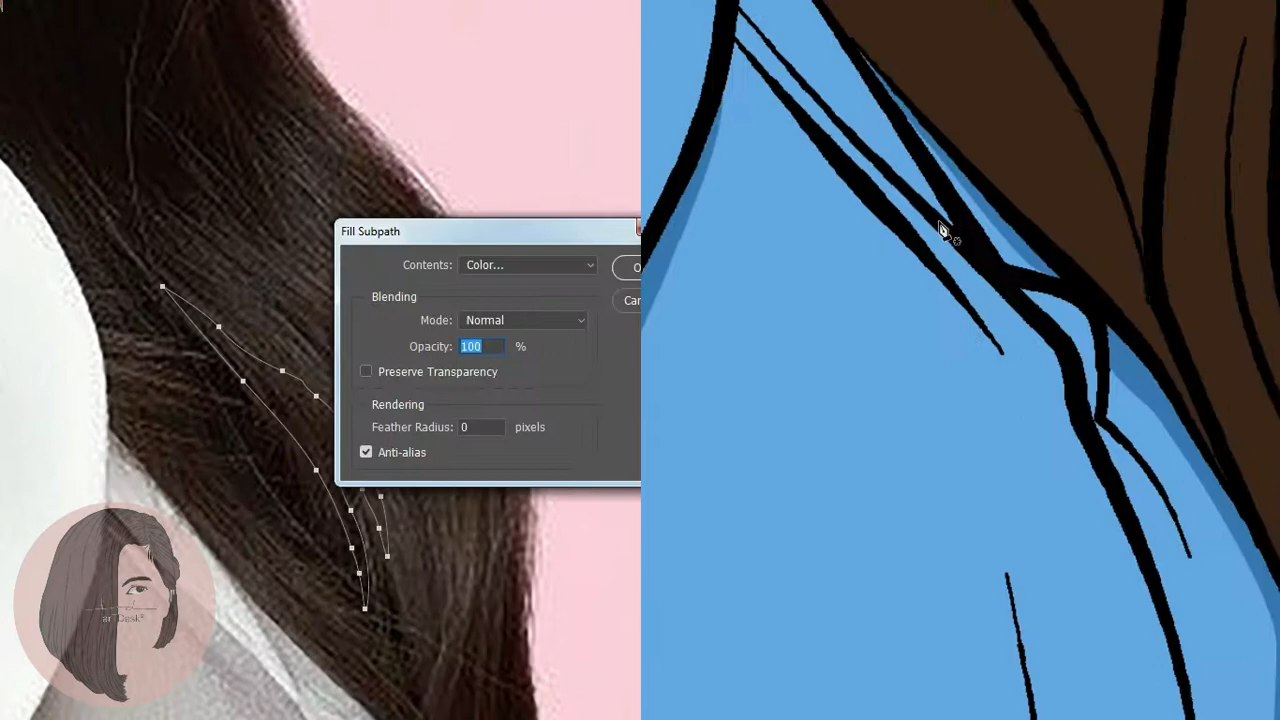 Fill Subpath
Contents: Color...
Blending
Mode: Normal
Opacity: 100 %
Preserve Transparency
Rendering
Feather Radius: 0 pixels
Anti-alias